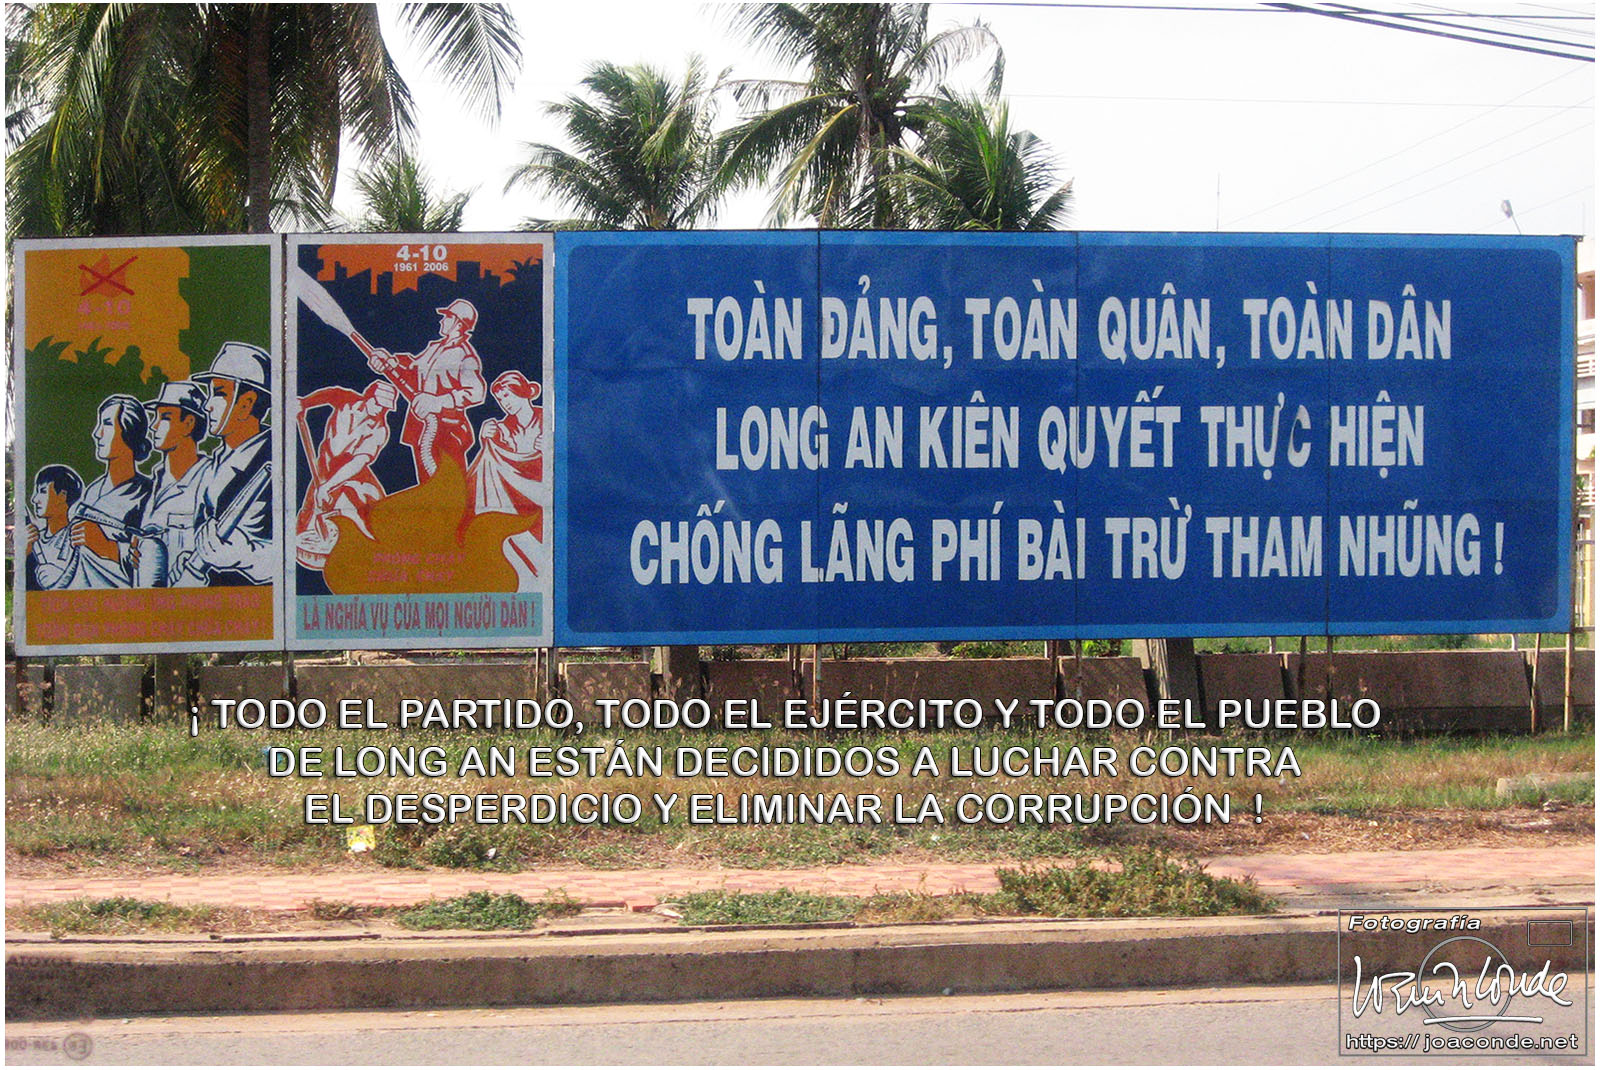 4-10
4-10
1961 2006
LÀ NGHĨA VỤ CỦA MỌI NGƯỜI DÂN !
TOÀN ĐẢNG, TOÀN QUÂN, TOÀN DÂN
LONG AN KIÊN QUYẾT THỰC HIỆN
CHỐNG LÃNG PHÍ BÀI TRỪ THAM NHŨNG !
¡ TODO EL PARTIDO, TODO EL EJÉRCITO Y TODO EL PUEBLO
DE LONG AN ESTÁN DECIDIDOS A LUCHAR CONTRA
EL DESPERDICIO Y ELIMINAR LA CORRUPCIÓN !
Fotografía
https://joaconde.net